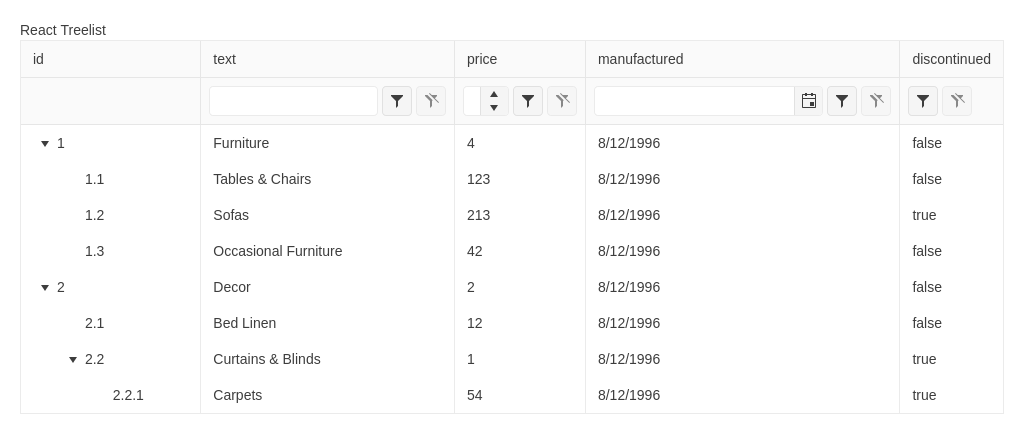 React Treelist
id text price manufactured discontinued
1 Furniture 4 8/12/1996 false
1.1 Tables & Chairs 123 8/12/1996 false
1.2 Sofas 213 8/12/1996 true
1.3 Occasional Furniture 42 8/12/1996 false
2 Decor 2 8/12/1996 false
2.1 Bed Linen 12 8/12/1996 false
2.2 Curtains & Blinds 1 8/12/1996 true
2.2.1 Carpets 54 8/12/1996 true